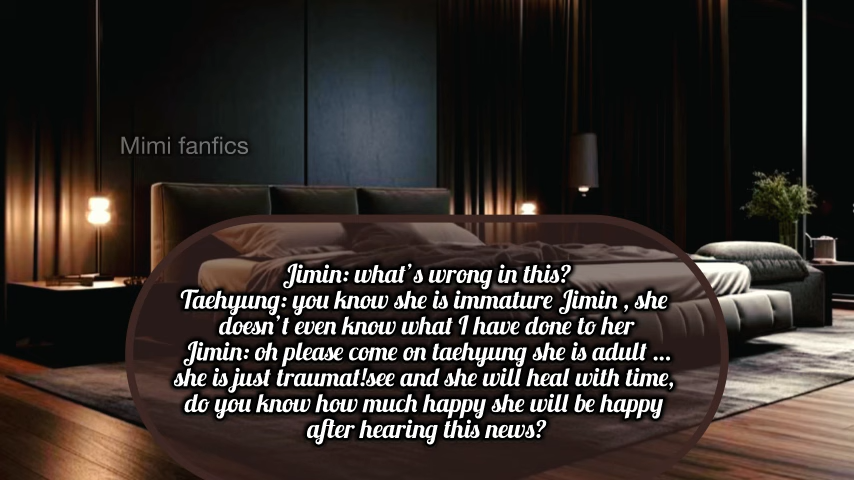 Mimi fanfics
Jimin: what's wrong in this?
Taehyung: you know she is immature Jimin , she
doesn't even know what I have done to her
Jimin: oh please come on taehyung she is adult ...
she is just traumat!see and she will heal with time,
do you know how much happy she will be happy
after hearing this news?